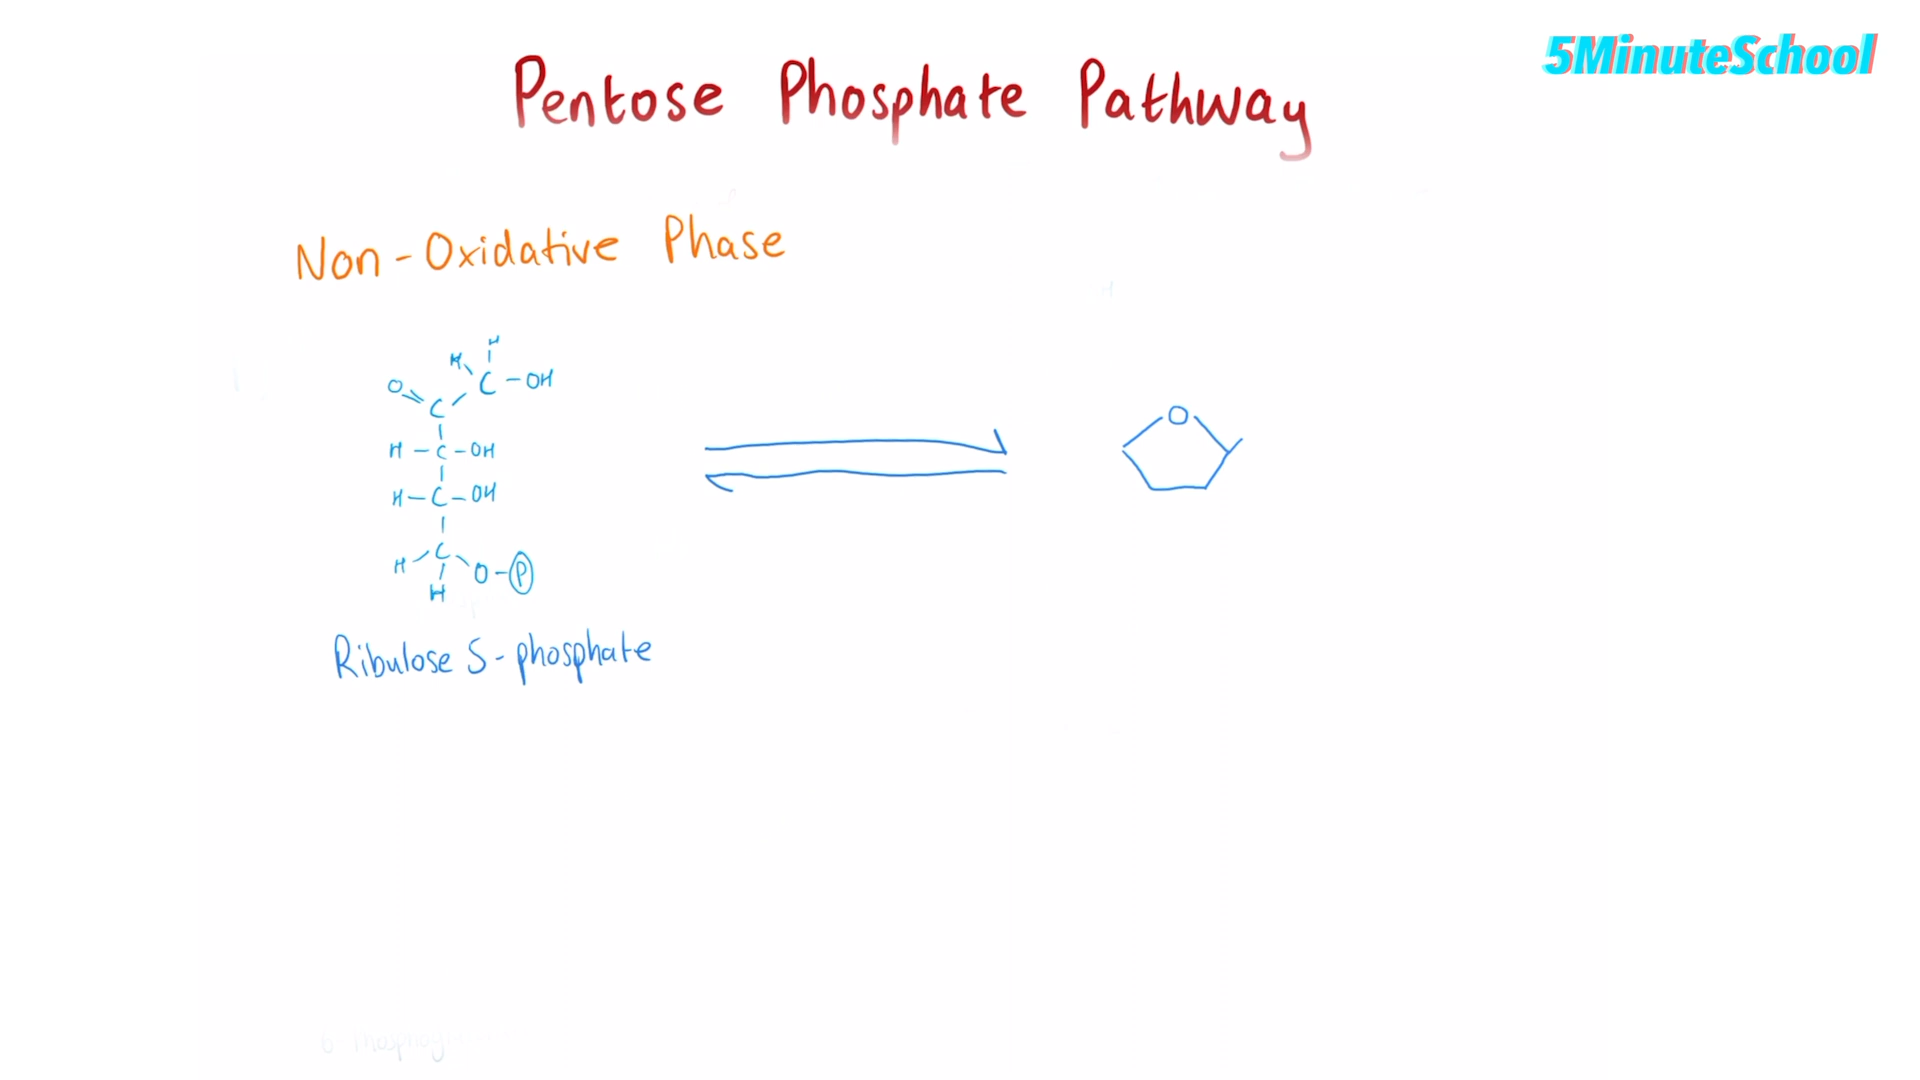 5MinuteSchool
Pentose Phosphate Pathway
Non-Oxidative Phase
H
H
C-OH
O
C
H-C-OH
H-C-OH
C
H
O-P
H
O
Ribulose 5-phosphate